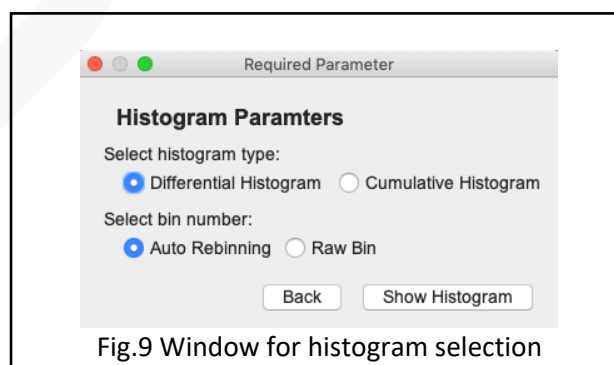 Required Parameter
Histogram Paramters
Select histogram type:
Differential Histogram Cumulative Histogram
Select bin number:
Auto Rebinning Raw Bin
Back Show Histogram
Fig.9 Window for histogram selection